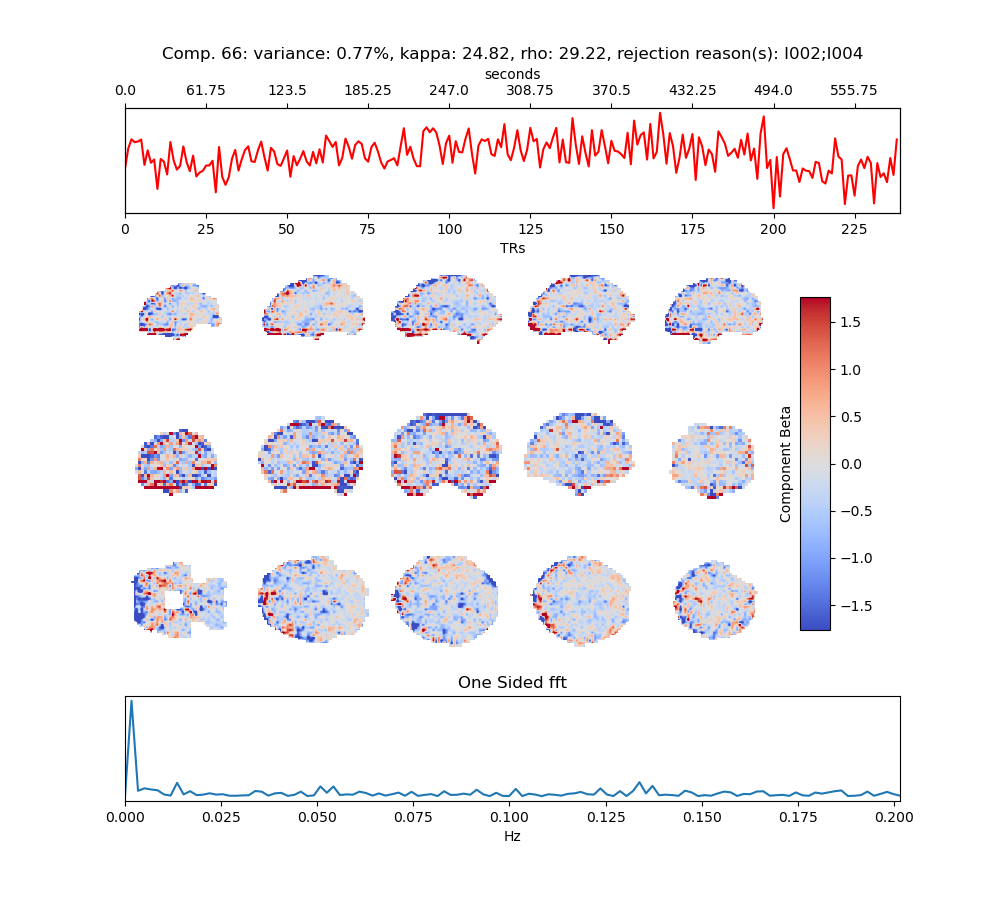 Comp. 66: variance: 0.77%, kappa: 24.82, rho: 29.22, rejection reason(s): I002;I004
seconds
0.0 61.75 123.5 185.25 247.0 308.75 370.5 432.25 494.0 555.75
0 25 50 75 100 125 150 175 200 225
TRs
1.5
1.0
0.5
0.0
−0.5
−1.0
−1.5
Component Beta
One Sided fft
0.000 0.025 0.050 0.075 0.100 0.125 0.150 0.175 0.200
Hz